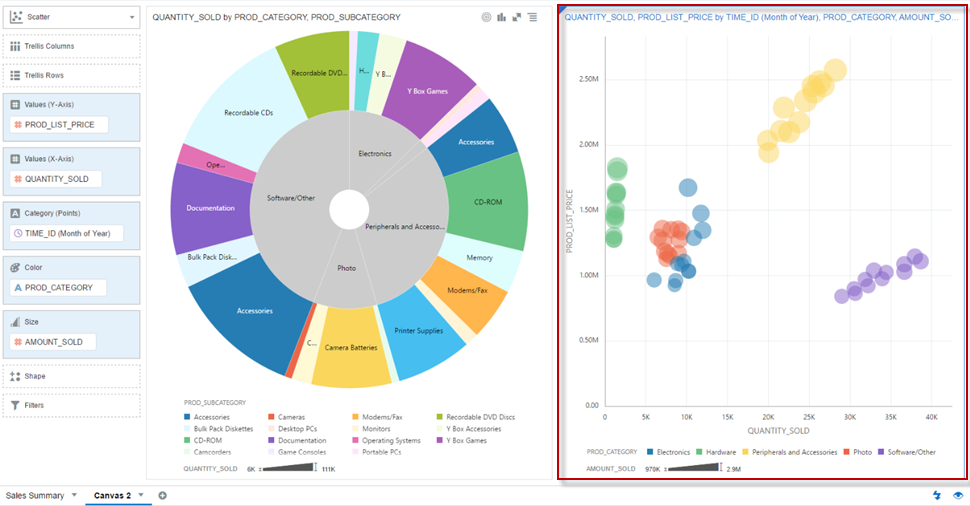 Scatter
Trellis Columns
Trellis Rows
Values (Y-Axis)
PROD_LIST_PRICE
Values (X-Axis)
QUANTITY_SOLD
Category (Points)
TIME_ID (Month of Year)
Color
PROD_CATEGORY
Size
AMOUNT_SOLD
Shape
Filters
QUANTITY_SOLD by PROD_CATEGORY, PROD_SUBCATEGORY
Recordable DVD...
H...
Y B...
Y Box Games
Recordable CDs
Accessories
Electronics
Ope...
Software/Other
Documentation
CD-ROM
Peripherals and Accesso...
Bulk Pack Disk...
Memory
Photo
Modems/Fax
Accessories
Printer Supplies
C...
Camera Batteries
PROD_SUBCATEGORY
Accessories Cameras Modems/Fax Recordable DVD Discs
Bulk Pack Diskettes Desktop PCs Monitors Y Box Accessories
CD-ROM Documentation Operating Systems Y Box Games
Camcorders Game Consoles Portable PCs
QUANTITY_SOLD 6K 111K
QUANTITY_SOLD, PROD_LIST_PRICE by TIME_ID (Month of Year), PROD_CATEGORY, AMOUNT_SO...
PROD_LIST_PRICE
2.50M
2.00M
1.50M
1.00M
0.50M
0.00
0 5K 10K 15K 20K 25K 30K 35K 40K
QUANTITY_SOLD
PROD_CATEGORY Electronics Hardware Peripherals and Accessories Photo Software/Other
AMOUNT_SOLD 970K 2.9M
Sales Summary Canvas 2